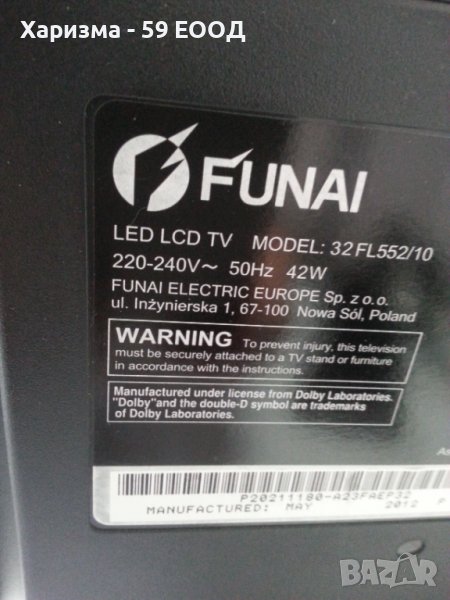 Харизма - 59 ЕООД
FUNAI
LED LCD TV MODEL: 32FL552/10
220-240V~ 50Hz 42W
FUNAI ELECTRIC EUROPE Sp. z o.o.
ul. Inżynierska 1, 67-100 Nowa Sól, Poland
WARNING To prevent injury, this television
must be securely attached to a TV stand or furniture
in accordance with the instructions.
Manufactured under license from Dolby Laboratories.
"Dolby"and the double-D symbol are trademarks
of Dolby Laboratories.
As
P20211180-A23FAEP32
MANUFACTURED: MAY 2012 P
BAZAR